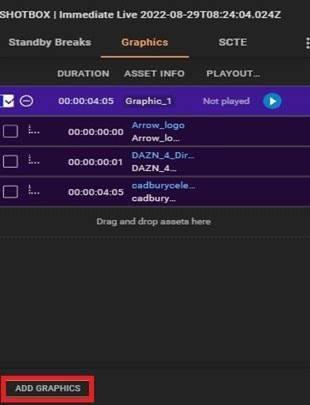 SHOTBOX | Immediate Live 2022-08-29T08:24:04.024Z
Standby Breaks Graphics SCTE
DURATION ASSET INFO PLAYOUT...
00:00:04:05 Graphic_1 Not played
00:00:00:00 Arrow_logo
Arrow_lo...
00:00:00:01 DAZN_4_Dir...
DAZN_4...
00:00:04:05 cadburycele...
cadbury...
Drag and drop assets here
ADD GRAPHICS